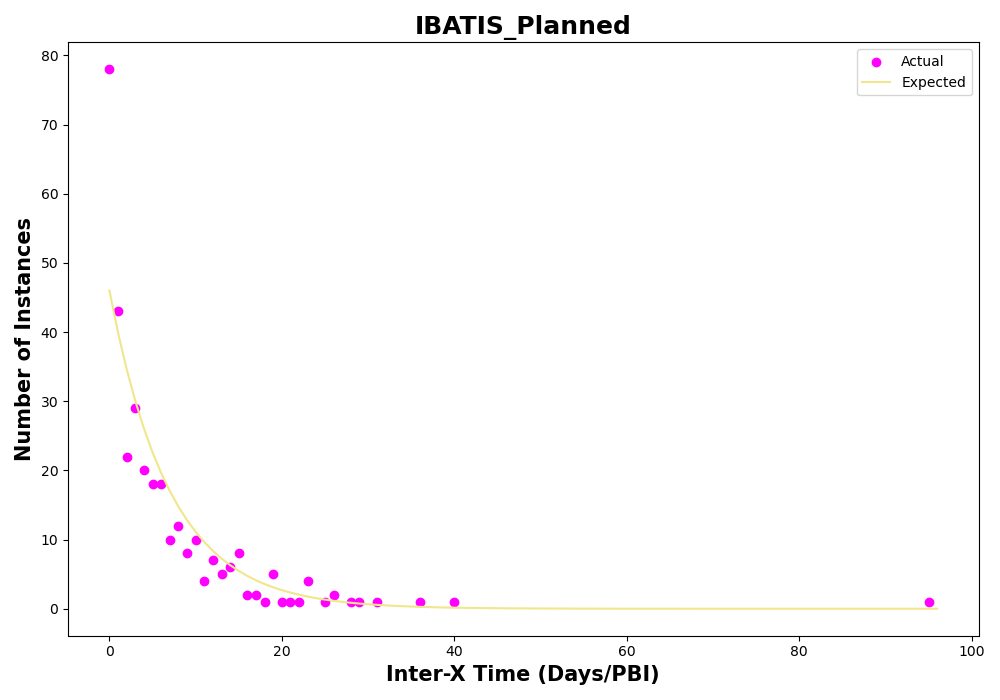 IBATIS_Planned
Actual
Expected
Number of Instances
80
70
60
50
40
30
20
10
0
0 20 40 60 80 100
Inter-X Time (Days/PBI)